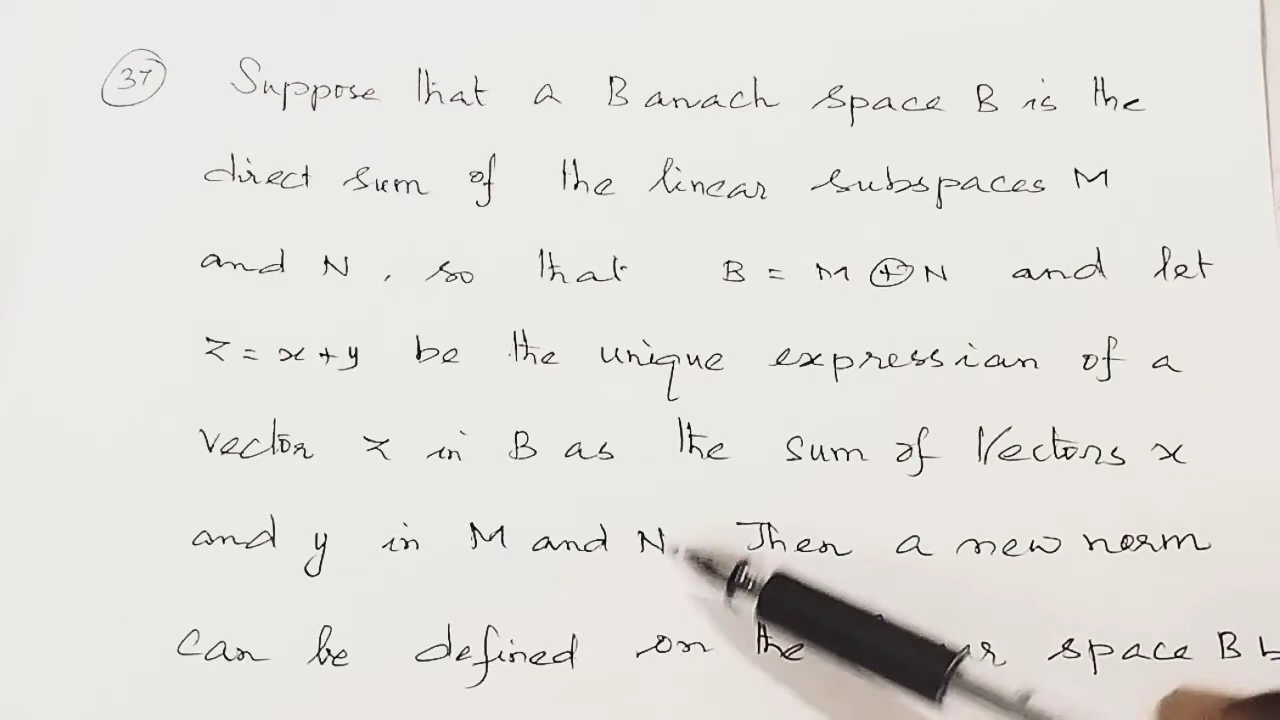 37 Suppose that a Banach space B is the
direct sum of the linear subspaces M
and N, so that B = M ⊕ N and let
z = x + y be the unique expression of a
vector z in B as the sum of Vectors x
and y in M and N. Then a new norm
can be defined on the space B b